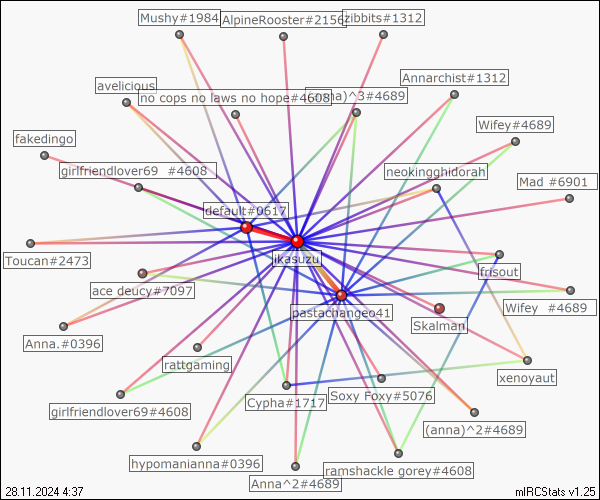 Mushy#1984
AlpineRooster#2156
zibbits#1312
Annarchist#1312
avelicious
no cops no laws no hope#4608
)^3#4689
Wifey#4689
fakedingo
girlfriendlover69 #4608
neokingghidorah
Mad #6901
default#0617
Toucan#2473
ikasuzu
frisout
ace deucy#7097
pastachangeo41
Wifey #4689
Skalman
Anna.#0396
rattgaming
xenoyaut
girlfriendlover69#4608
Cypha#1717
Soxy Foxy#5076
(anna)^2#4689
hypomanianna#0396
Anna^2#4689
ramshackle gorey#4608
28.11.2024 4:37
mIRCStats v1.25